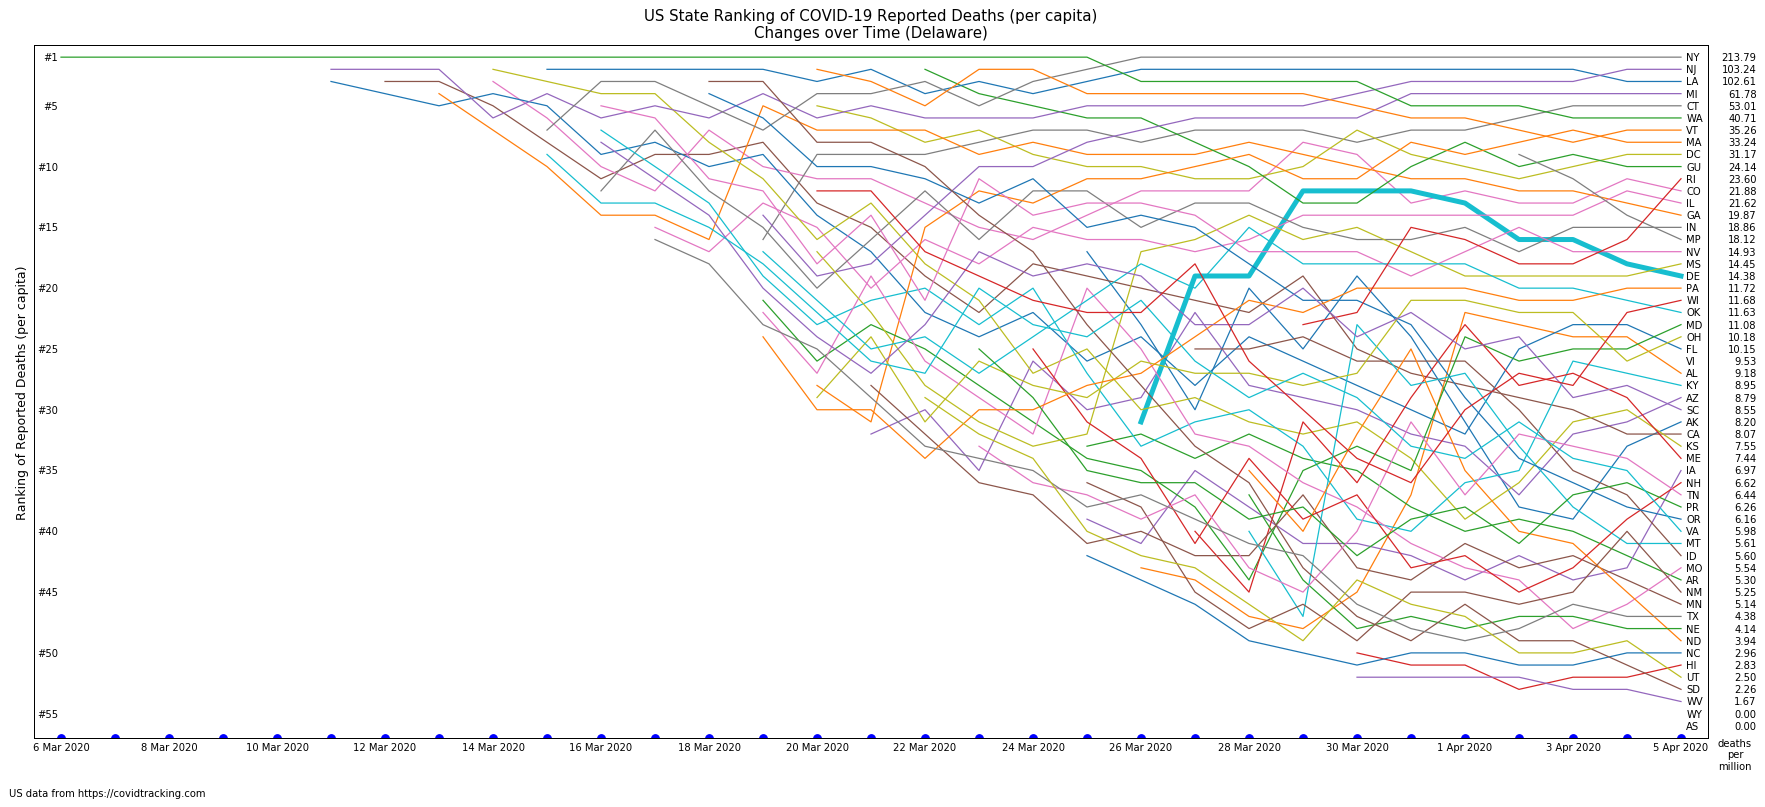 US State Ranking of COVID-19 Reported Deaths (per capita)
Changes over Time (Delaware)
Ranking of Reported Deaths (per capita)
#1
#5
#10
#15
#20
#25
#30
#35
#40
#45
#50
#55
NY 213.79
NJ 103.24
LA 102.61
MI 61.78
CT 53.01
WA 40.71
VT 35.26
MA 33.24
DC 31.17
GU 24.14
RI 23.60
CO 21.88
IL 21.62
GA 19.87
IN 18.86
MP 18.12
NV 14.93
MS 14.45
DE 14.38
PA 11.72
WI 11.68
OK 11.63
MD 11.08
OH 10.18
FL 10.15
VI 9.53
AL 9.18
KY 8.95
AZ 8.79
SC 8.55
AK 8.20
CA 8.07
KS 7.55
ME 7.44
IA 6.97
NH 6.62
TN 6.44
PR 6.26
OR 6.16
VA 5.98
MT 5.61
ID 5.60
MO 5.54
AR 5.30
NM 5.25
MN 5.14
TX 4.38
NE 4.14
ND 3.94
NC 2.96
HI 2.83
UT 2.50
SD 2.26
WV 1.67
WY 0.00
AS 0.00
6 Mar 2020 8 Mar 2020 10 Mar 2020 12 Mar 2020 14 Mar 2020 16 Mar 2020 18 Mar 2020 20 Mar 2020 22 Mar 2020 24 Mar 2020 26 Mar 2020 28 Mar 2020 30 Mar 2020 1 Apr 2020 3 Apr 2020 5 Apr 2020
deaths
per
million
US data from https://covidtracking.com